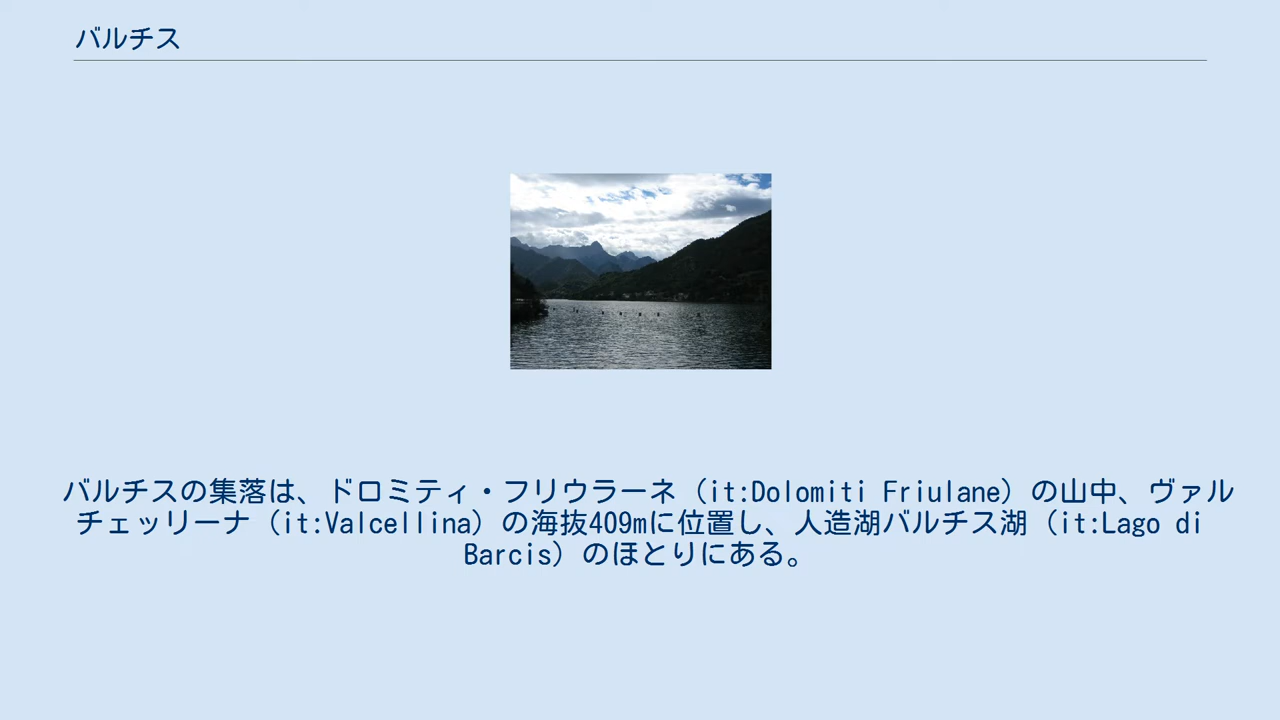 バルチス
バルチスの集落は、ドロミティ・フリウラーネ（it:Dolomiti Friulane）の山中、ヴァル
チェッリーナ（it:Valcellina）の海抜409mに位置し、人造湖バルチス湖（it:Lago di
Barcis）のほとりにある。